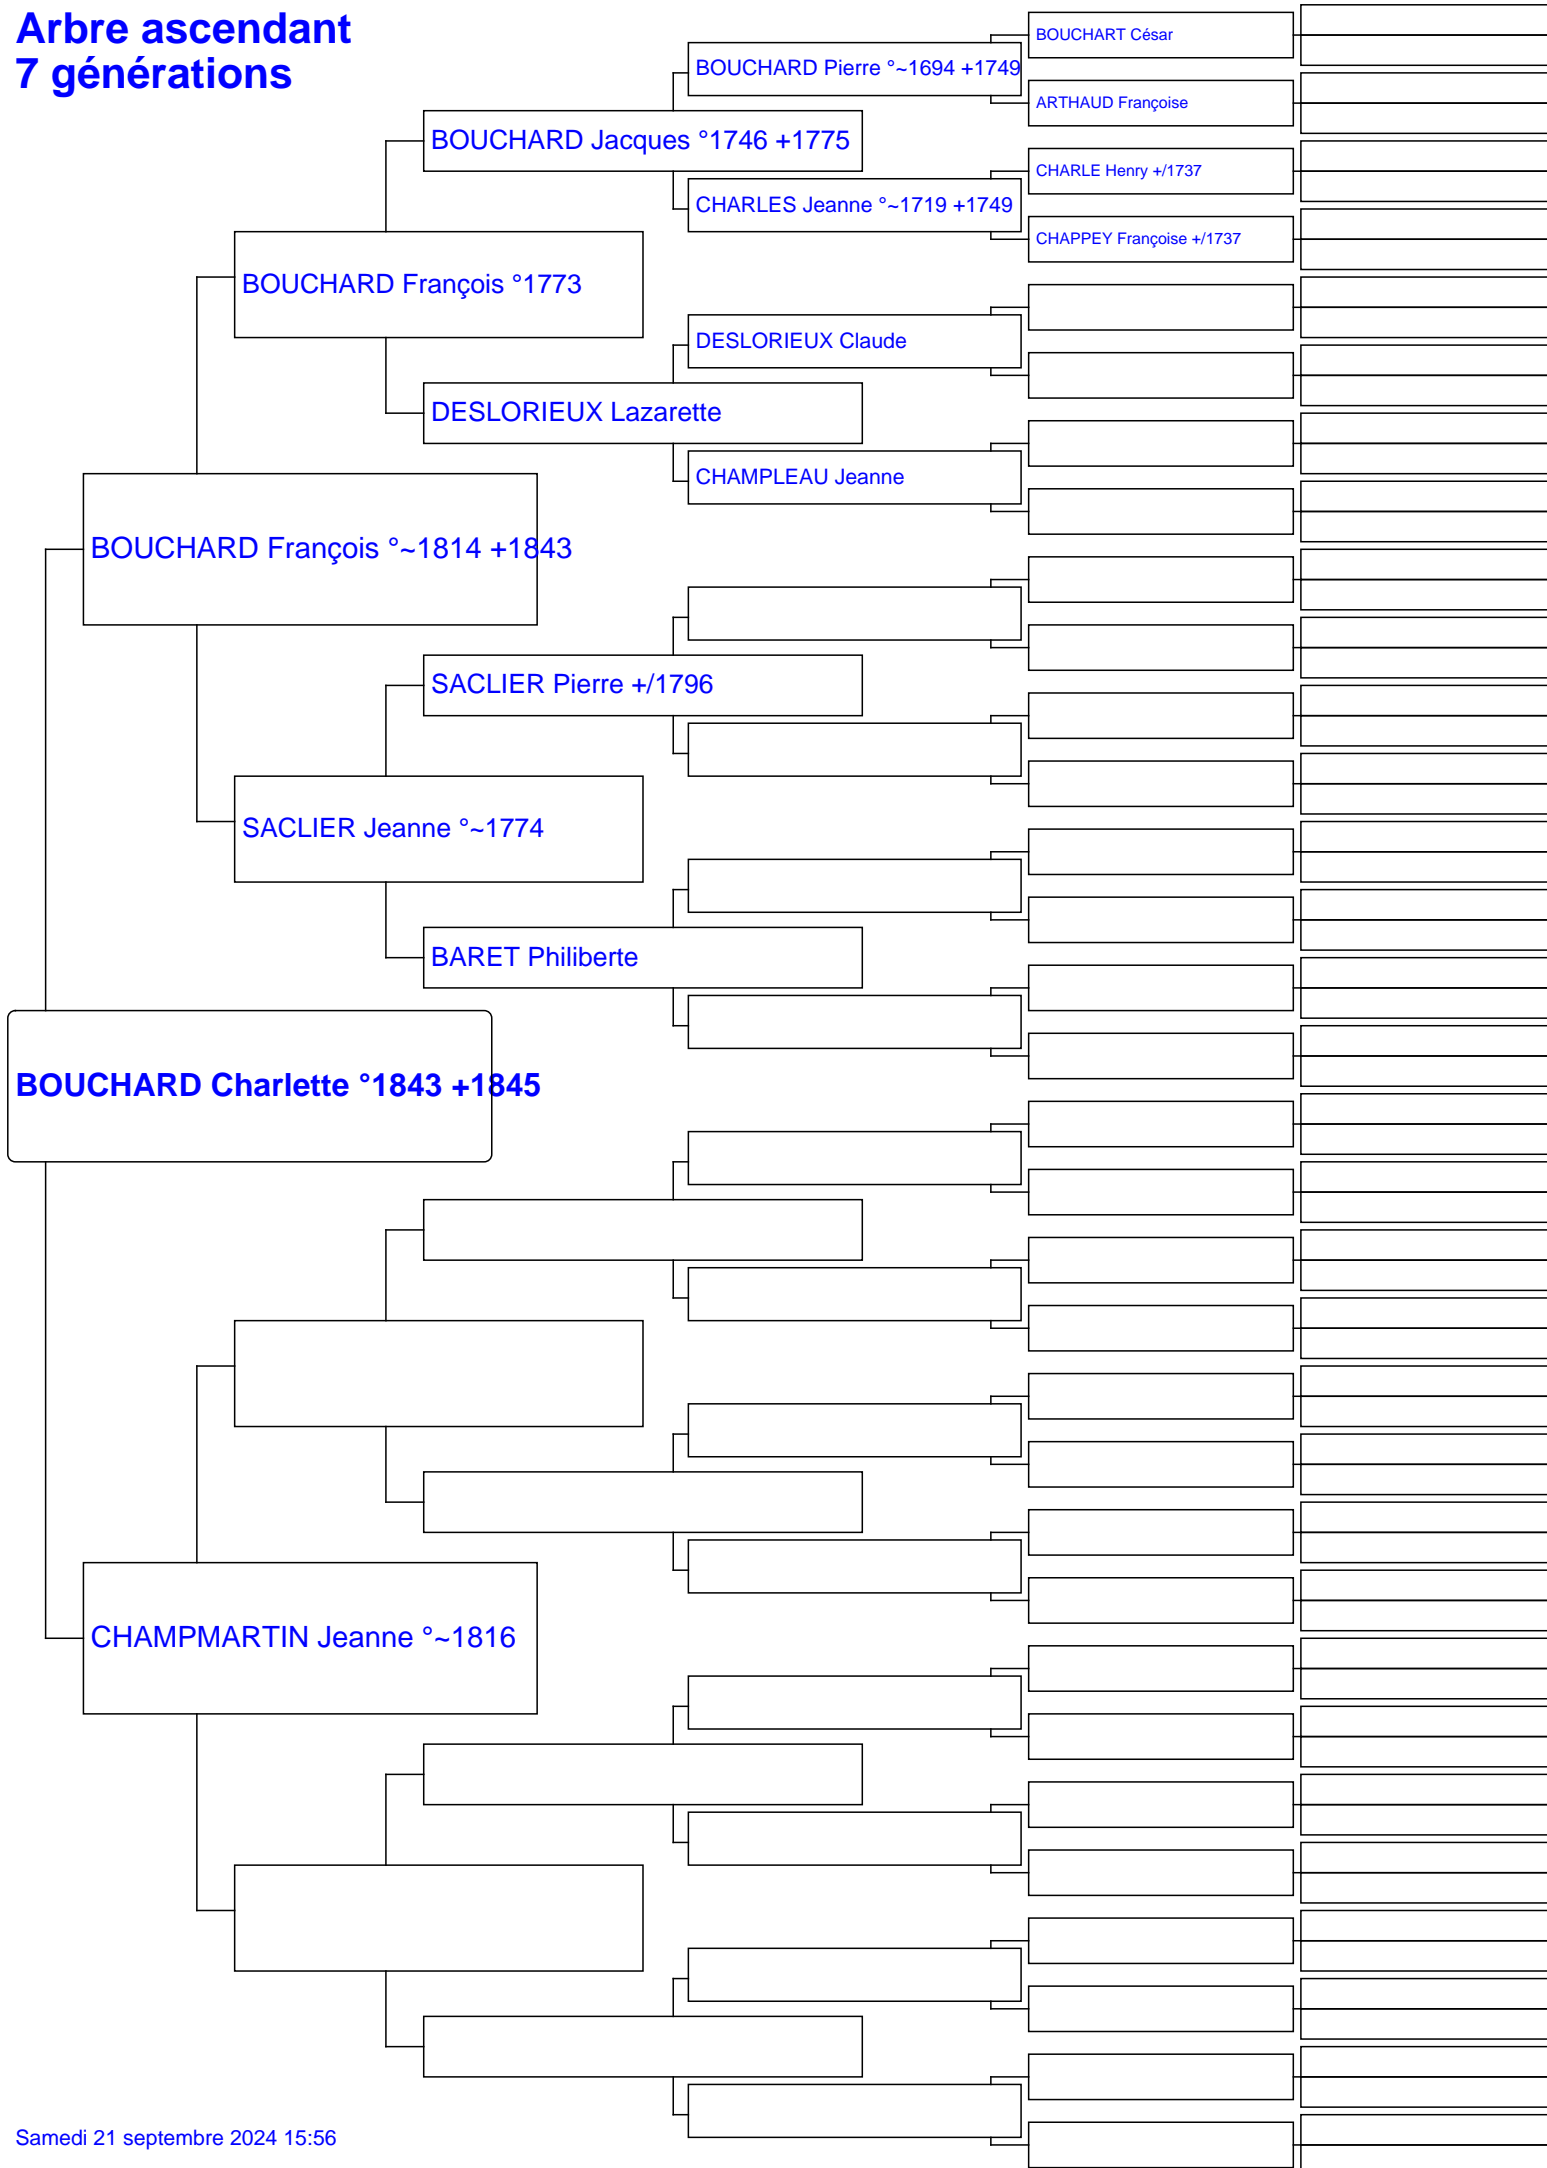 Arbre ascendant
7 générations
BOUCHART César
BOUCHARD Pierre °~1694 +1749
ARTHAUD Françoise
BOUCHARD Jacques °1746 +1775
CHARLE Henry +/1737
CHARLES Jeanne °~1719 +1749
CHAPPEY Françoise +/1737
BOUCHARD François °1773
DESLORIEUX Claude
DESLORIEUX Lazarette
CHAMPLEAU Jeanne
BOUCHARD François °~1814 +1843
SACLIER Pierre +/1796
SACLIER Jeanne °~1774
BARET Philiberte
BOUCHARD Charlette °1843 +1845
CHAMPMARTIN Jeanne °~1816
Samedi 21 septembre 2024 15:56